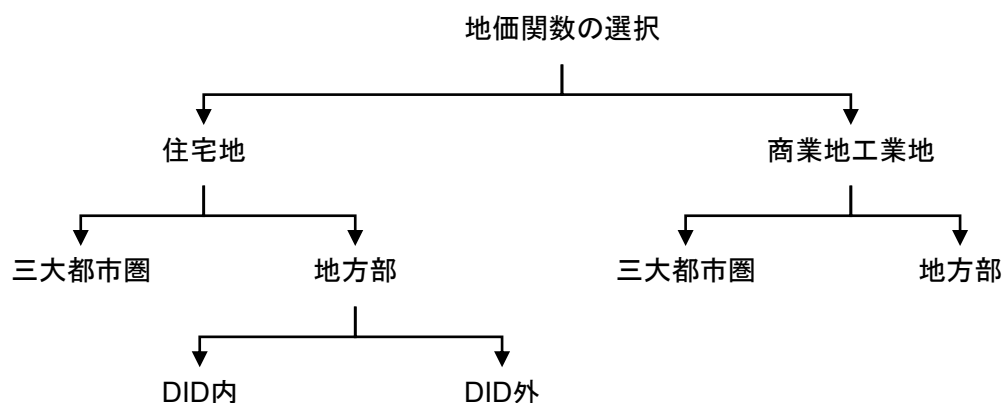 地価関数の選択
住宅地
商業地工業地
三大都市圏
地方部
三大都市圏
地方部
DID内
DID外